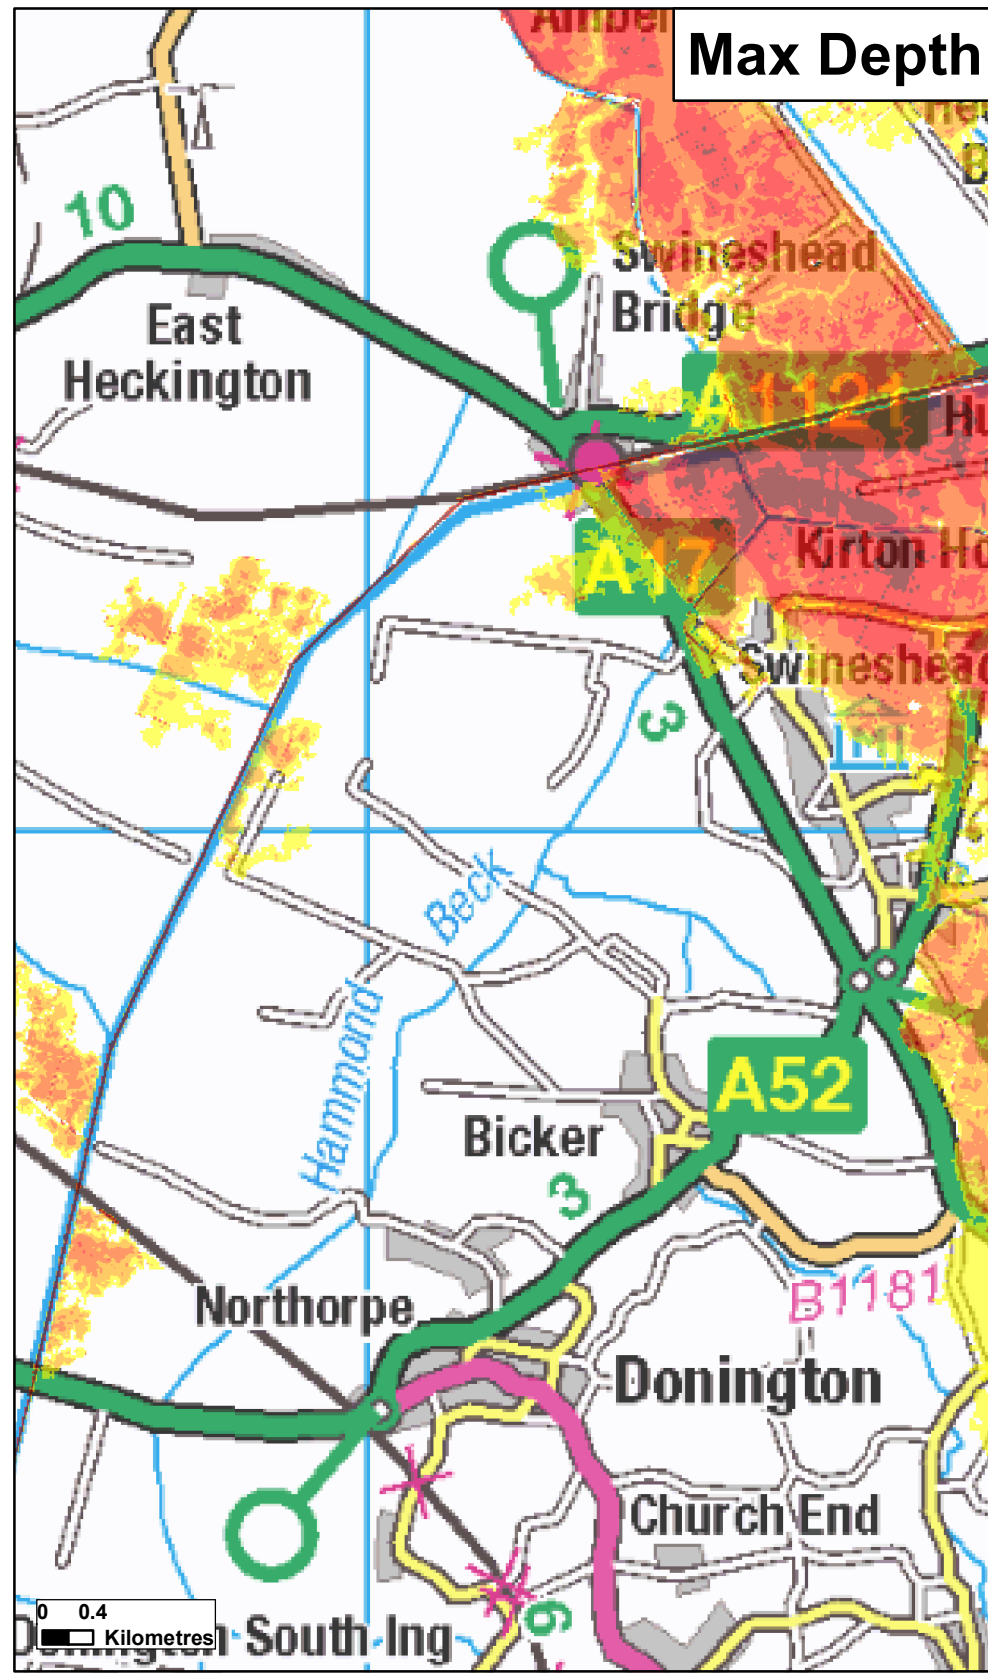 Max Depth
10
Swineshead
Bridge
East
Heckington
A1121
A17
Kirton
Swineshead
3
Beck
Hammond
A52
Bicker
3
B1181
Northorpe
Donington
Church End
0 0.4
Kilometres
South Ing
6